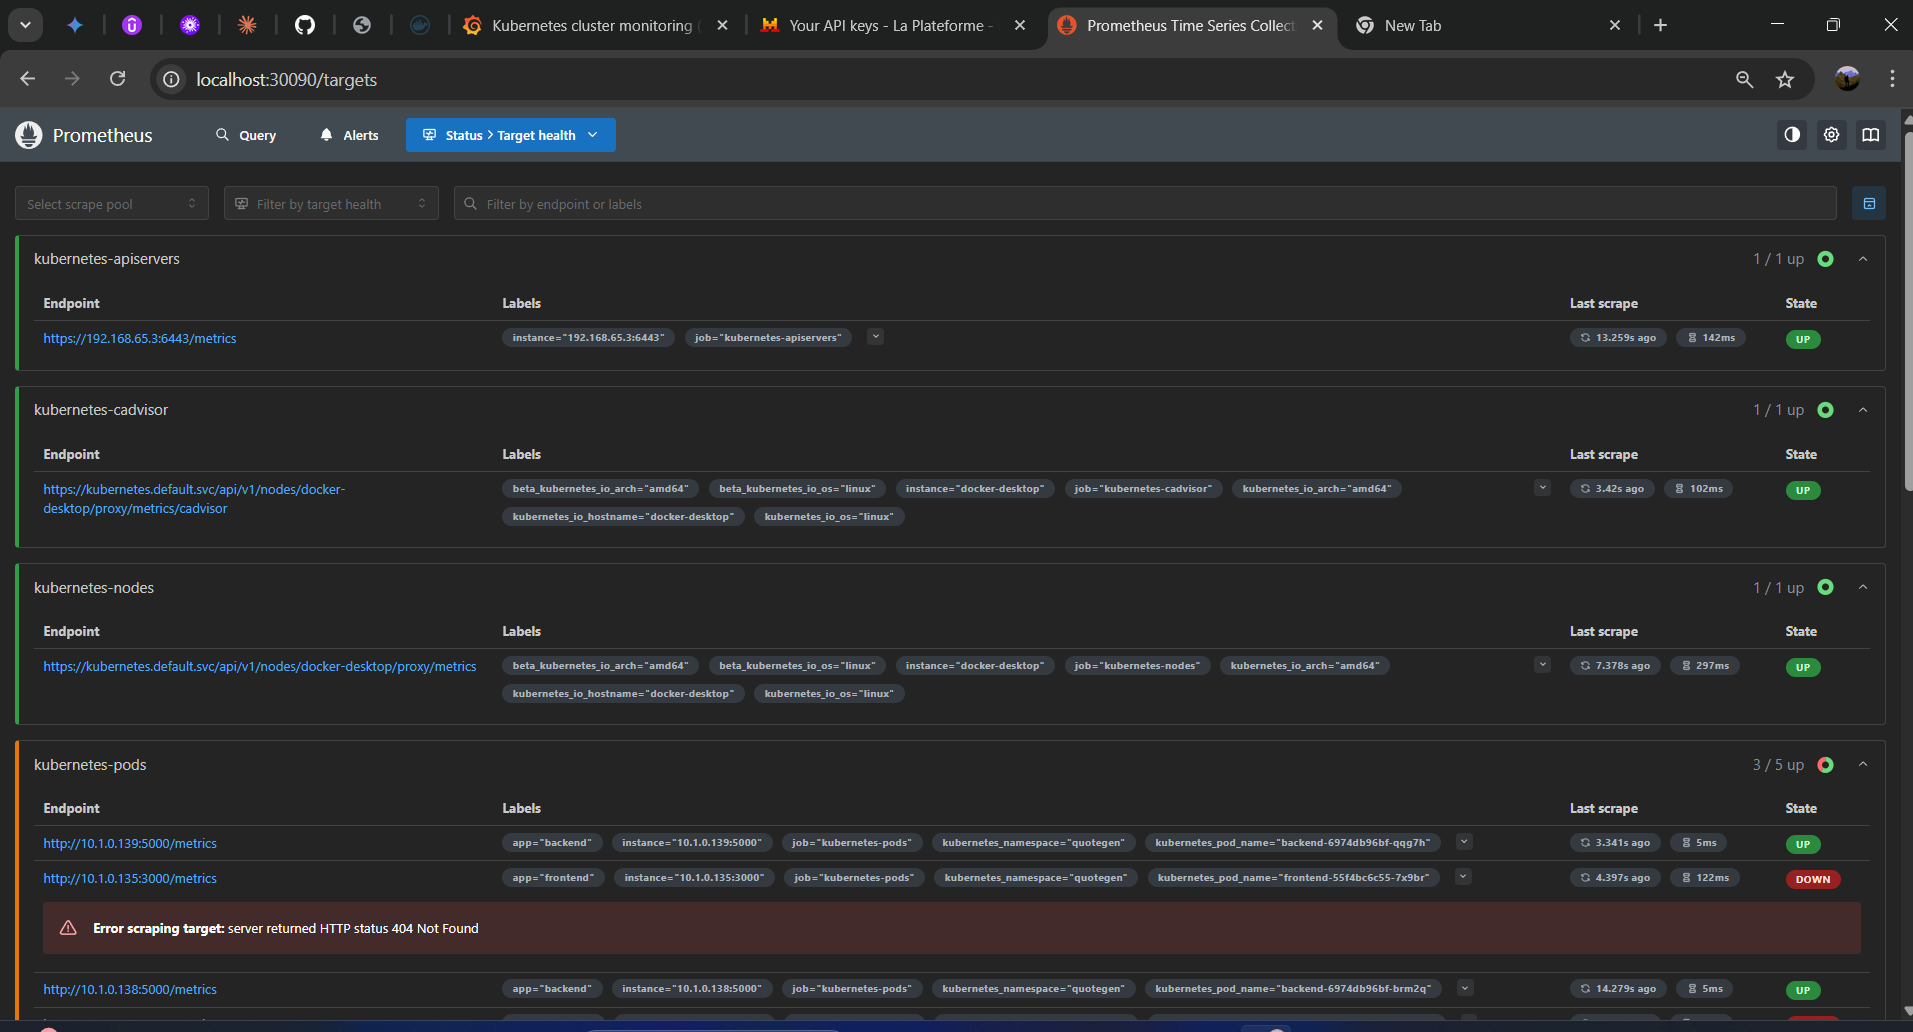 Kubernetes cluster monitoring (
Your API keys - La Plateforme -
Prometheus Time Series Collect
New Tab
localhost:30090/targets
Prometheus
Query
Alerts
Status > Target health
Select scrape pool
Filter by target health
Filter by endpoint or labels
kubernetes-apiservers
1 / 1 up
Endpoint Labels Last scrape State
https://192.168.65.3:6443/metrics instance="192.168.65.3:6443" job="kubernetes-apiservers" 13.259s ago 142ms UP
kubernetes-cadvisor
1 / 1 up
Endpoint Labels Last scrape State
https://kubernetes.default.svc/api/v1/nodes/docker- beta_kubernetes_io_arch="amd64" beta_kubernetes_io_os="linux" instance="docker-desktop" job="kubernetes-cadvisor" kubernetes_io_arch="amd64" 3.42s ago 102ms UP
desktop/proxy/metrics/cadvisor kubernetes_io_hostname="docker-desktop" kubernetes_io_os="linux"
kubernetes-nodes
1 / 1 up
Endpoint Labels Last scrape State
https://kubernetes.default.svc/api/v1/nodes/docker-desktop/proxy/metrics beta_kubernetes_io_arch="amd64" beta_kubernetes_io_os="linux" instance="docker-desktop" job="kubernetes-nodes" kubernetes_io_arch="amd64" 7.378s ago 297ms UP
kubernetes_io_hostname="docker-desktop" kubernetes_io_os="linux"
kubernetes-pods
3 / 5 up
Endpoint Labels Last scrape State
http://10.1.0.139:5000/metrics app="backend" instance="10.1.0.139:5000" job="kubernetes-pods" kubernetes_namespace="quotegen" kubernetes_pod_name="backend-6974db96bf-qqg7h" 3.341s ago 5ms UP
http://10.1.0.135:3000/metrics app="frontend" instance="10.1.0.135:3000" job="kubernetes-pods" kubernetes_namespace="quotegen" kubernetes_pod_name="frontend-55f4bc6c55-7x9br" 4.397s ago 122ms DOWN
Error scraping target: server returned HTTP status 404 Not Found
http://10.1.0.138:5000/metrics app="backend" instance="10.1.0.138:5000" job="kubernetes-pods" kubernetes_namespace="quotegen" kubernetes_pod_name="backend-6974db96bf-brm2q" 14.279s ago 5ms UP